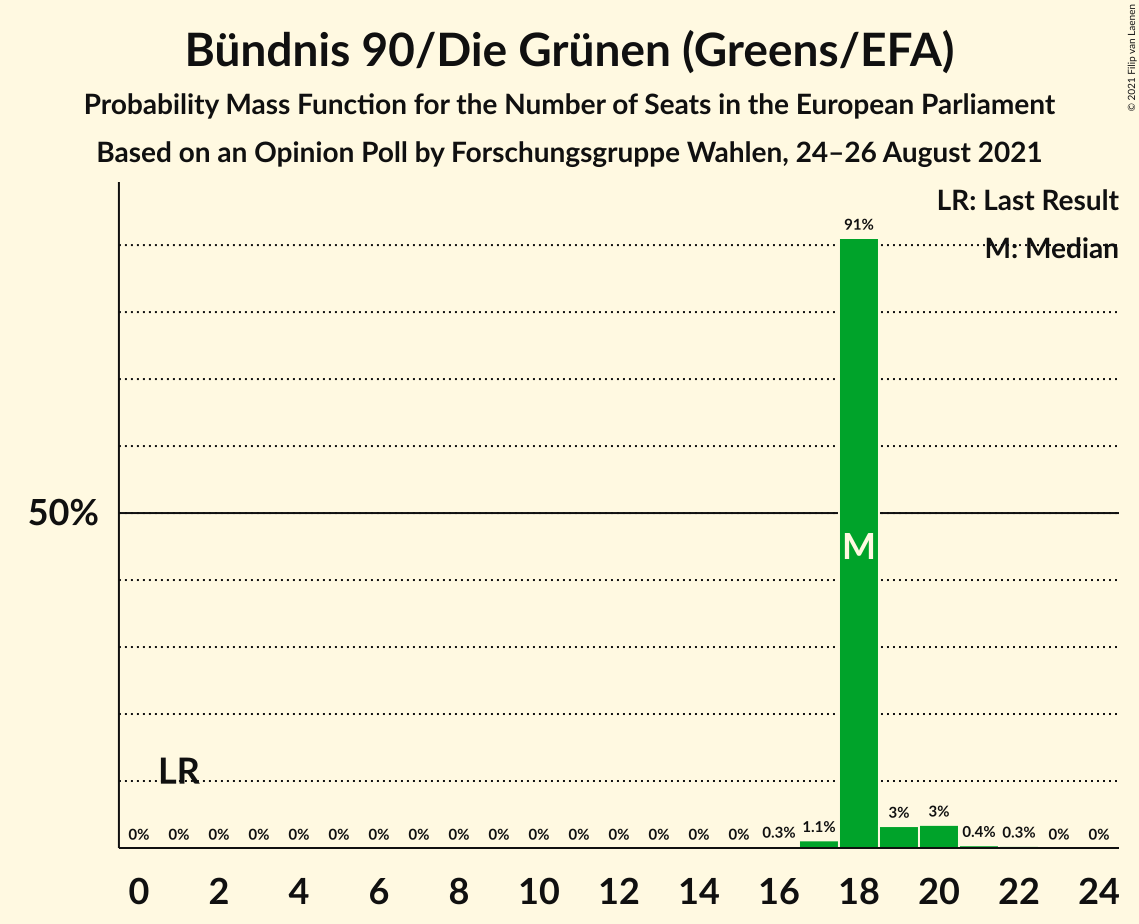 Bündnis 90/Die Grünen (Greens/EFA)
Probability Mass Function for the Number of Seats in the European Parliament
Based on an Opinion Poll by Forschungsgruppe Wahlen, 24–26 August 2021
© 2021 Filip van Laenen
LR: Last Result
M: Median
91%
50%
M
LR
0% 0% 0% 0% 0% 0% 0% 0% 0% 0% 0% 0% 0% 0% 0% 0% 0.3% 1.1% 3% 3% 0.4% 0.3% 0% 0%
0 2 4 6 8 10 12 14 16 18 20 22 24